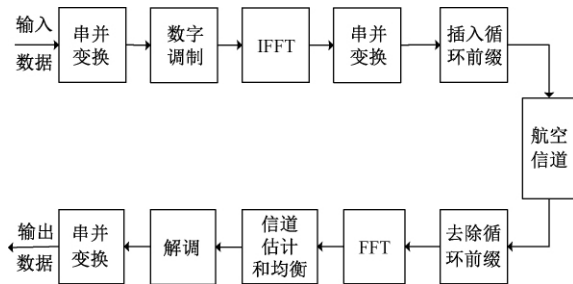 输入
数据
串并
变换
数字
调制
IFFT
串并
变换
插入循
环前缀
航空
信道
去除循
环前缀
FFT
信道
估计
和均衡
解调
串并
变换
输出
数据